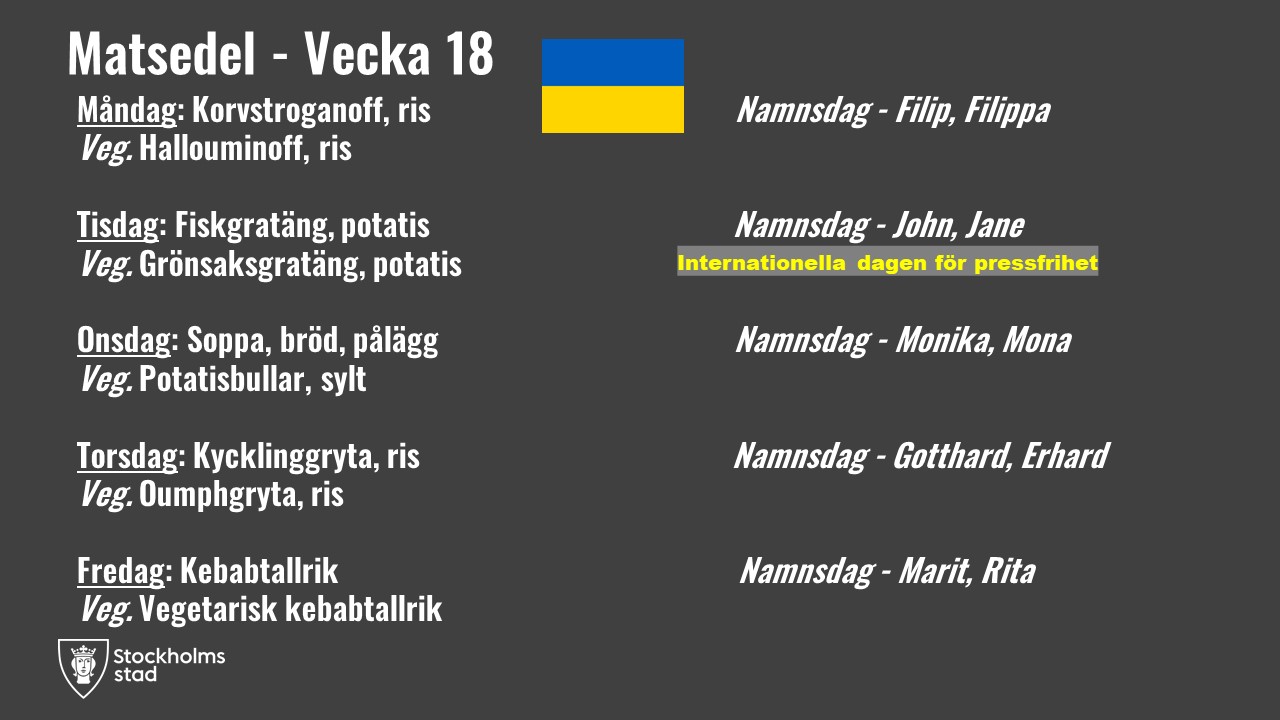 Matsedel - Vecka 18
Måndag: Korvstroganoff, ris
Veg. Hallouminoff, ris
Namnsdag - Filip, Filippa
Tisdag: Fiskgratäng, potatis
Veg. Grönsaksgratäng, potatis
Namnsdag - John, Jane
Internationella dagen för pressfrihet
Onsdag: Soppa, bröd, pålägg
Veg. Potatisbullar, sylt
Namnsdag - Monika, Mona
Torsdag: Kycklinggryta, ris
Veg. Oumphgryta, ris
Namnsdag - Gotthard, Erhard
Fredag: Kebabtallrik
Veg. Vegetarisk kebabtallrik
Namnsdag - Marit, Rita
Stockholms
stad